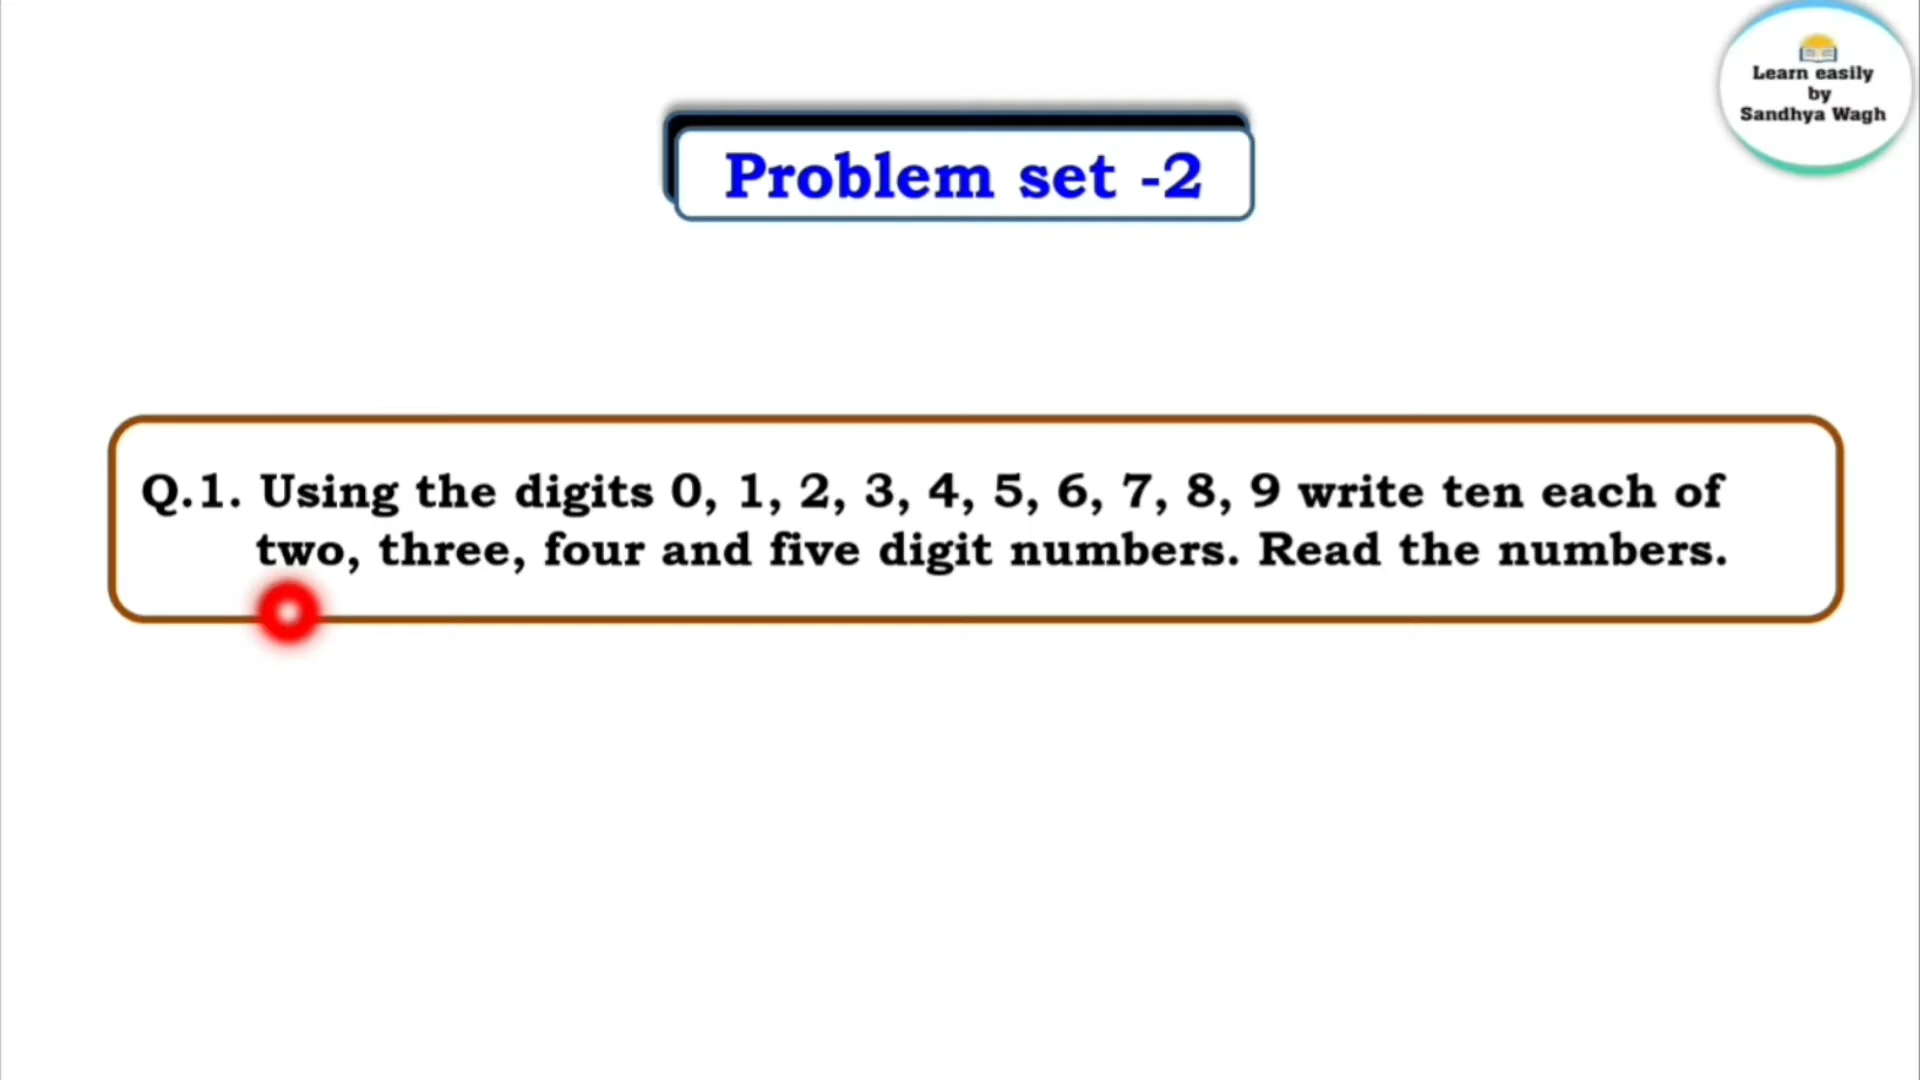 Learn easily
by
Sandhya Wagh
Problem set -2
Q.1. Using the digits 0, 1, 2, 3, 4, 5, 6, 7, 8, 9 write ten each of
two, three, four and five digit numbers. Read the numbers.